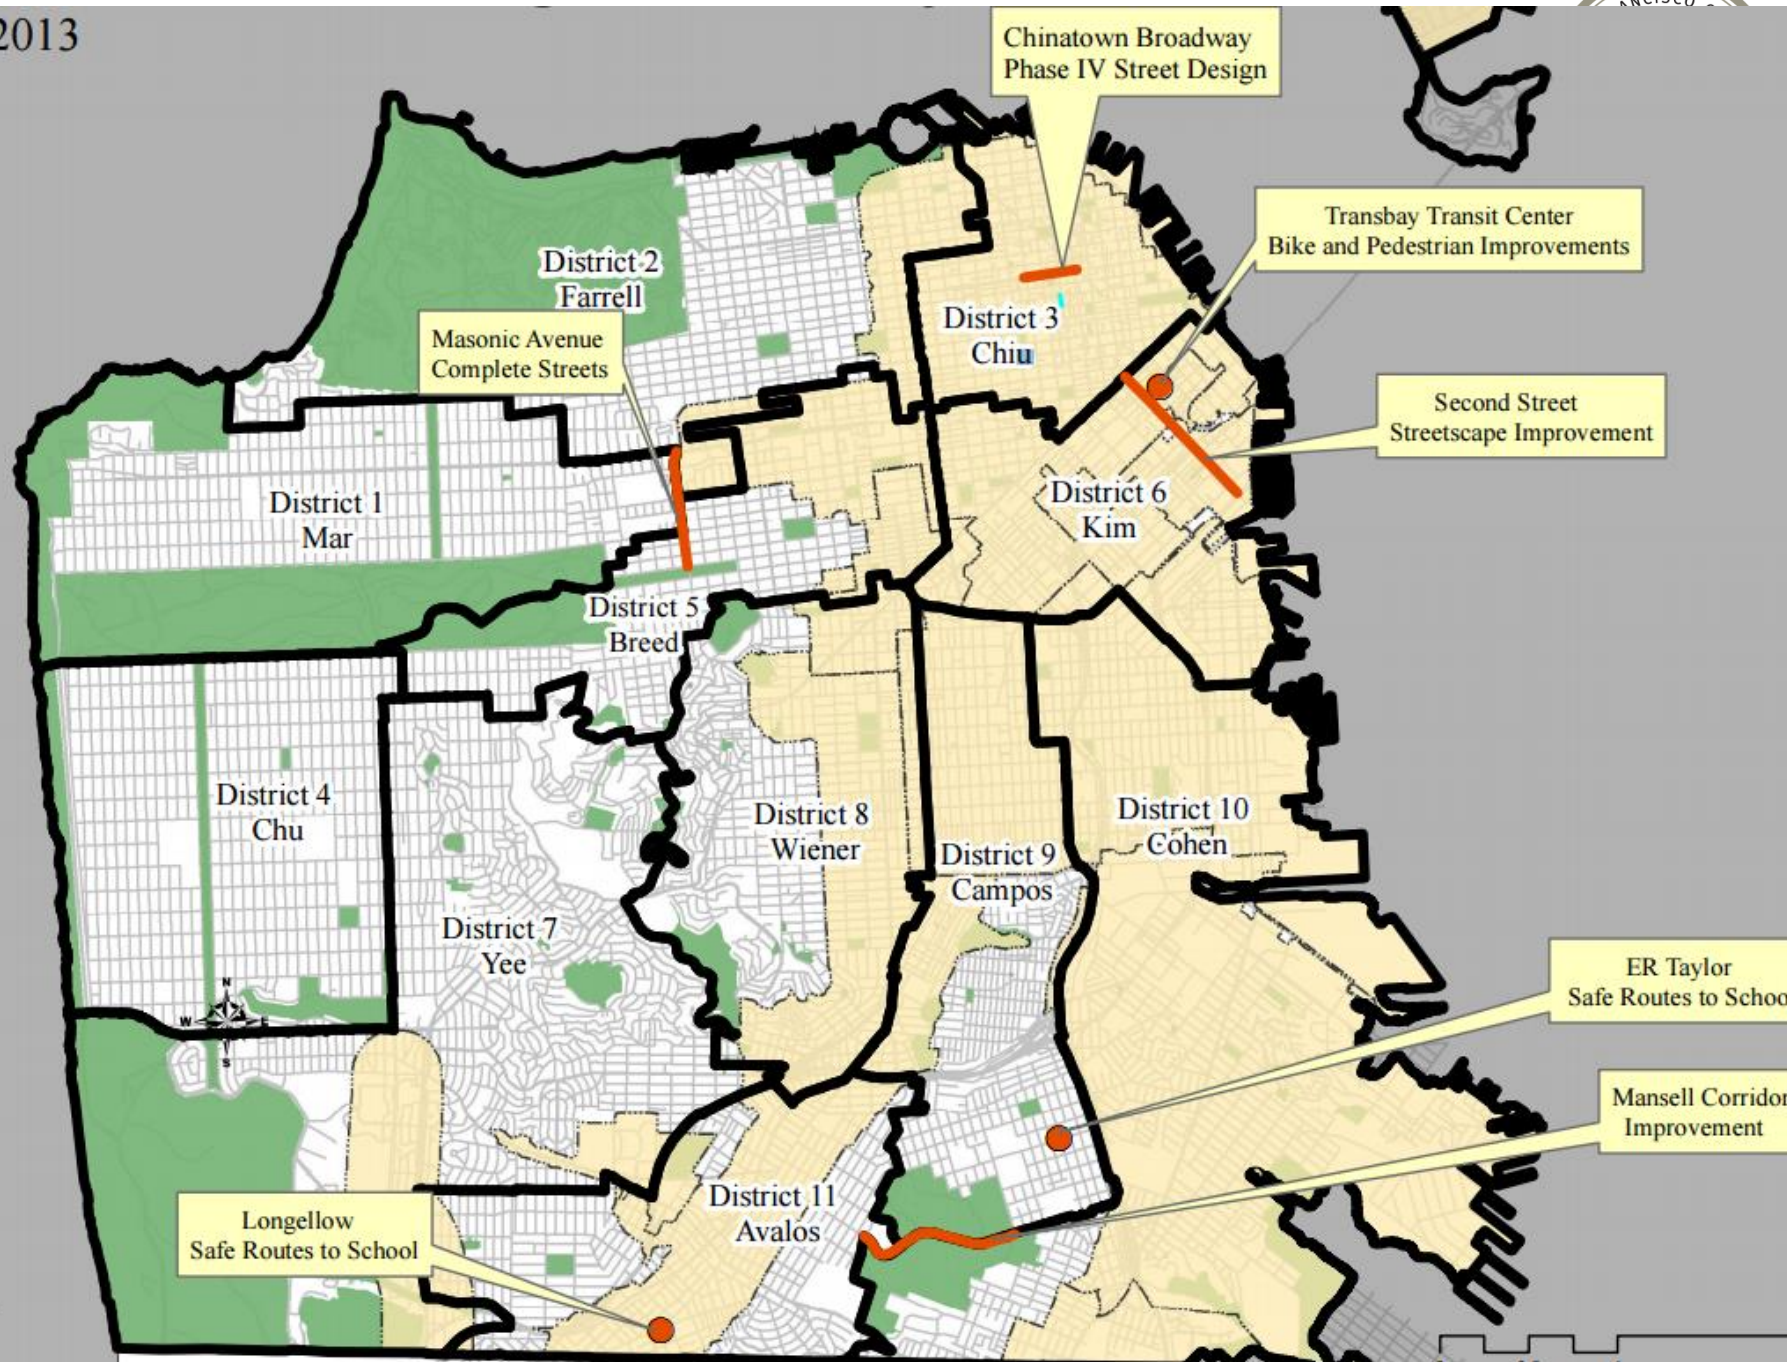 2013
Chinatown Broadway
Phase IV Street Design
Transbay Transit Center
Bike and Pedestrian Improvements
District 2
Farrell
Masonic Avenue
Complete Streets
District 3
Chiu
Second Street
Streetscape Improvement
District 1
Mar
District 6
Kim
District 5
Breed
District 4
Chu
District 8
Wiener
District 10
Cohen
District 9
Campos
District 7
Yee
N
W
E
S
ER Taylor
Safe Routes to School
Mansell Corridor
Improvement
District 11
Avalos
Longellow
Safe Routes to School